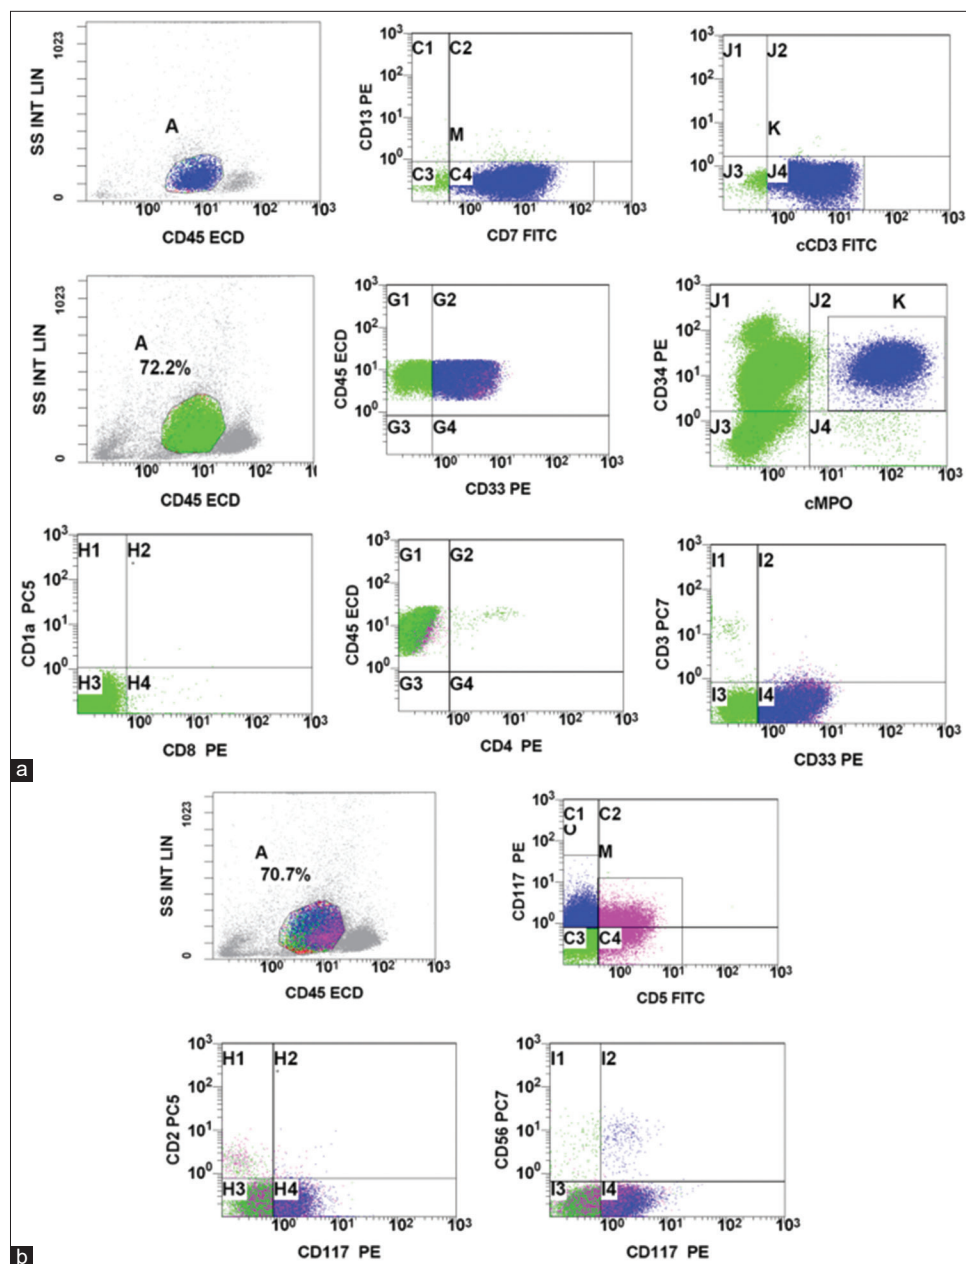 SS INT LIN
1023
0
A
10⁰ 10¹ 10² 10³
CD45 ECD
CD13 PE
10³
10²
10¹
10⁰
C1 C2
M
C3 C4
10⁰ 10¹ 10² 10³
CD7 FITC
10³
10²
10¹
10⁰
J1 J2
K
J3 J4
10⁰ 10¹ 10² 10³
cCD3 FITC
SS INT LIN
1023
0
A
72.2%
10⁰ 10¹ 10²
CD45 ECD
CD45 ECD
10³
10²
10¹
10⁰
G1 G2
G3 G4
10⁰ 10¹ 10² 10³
CD33 PE
CD34 PE
10³
10²
10¹
10⁰
J1 J2 K
J3 J4
10⁰ 10¹ 10² 10³
cMPO
CD1a PC5
10³
10²
10¹
10⁰
H1 H2
H3 H4
10⁰ 10¹ 10² 10³
CD8 PE
CD45 ECD
10³
10²
10¹
10⁰
G1 G2
G3 G4
10⁰ 10¹ 10² 10³
CD4 PE
CD3 PC7
10³
10²
10¹
10⁰
I1 I2
I3 I4
10⁰ 10¹ 10² 10³
CD33 PE
a
SS INT LIN
1023
0
A
70.7%
10⁰ 10¹ 10² 10³
CD45 ECD
CD117 PE
10³
10²
10¹
10⁰
C1 C2
M
C3 C4
10⁰ 10¹ 10² 10³
CD5 FITC
CD2 PC5
10³
10²
10¹
10⁰
H1 H2
H3 H4
10⁰ 10¹ 10² 10³
CD117 PE
CD56 PC7
10³
10²
10¹
10⁰
I1 I2
I3 I4
10⁰ 10¹ 10² 10³
CD117 PE
b